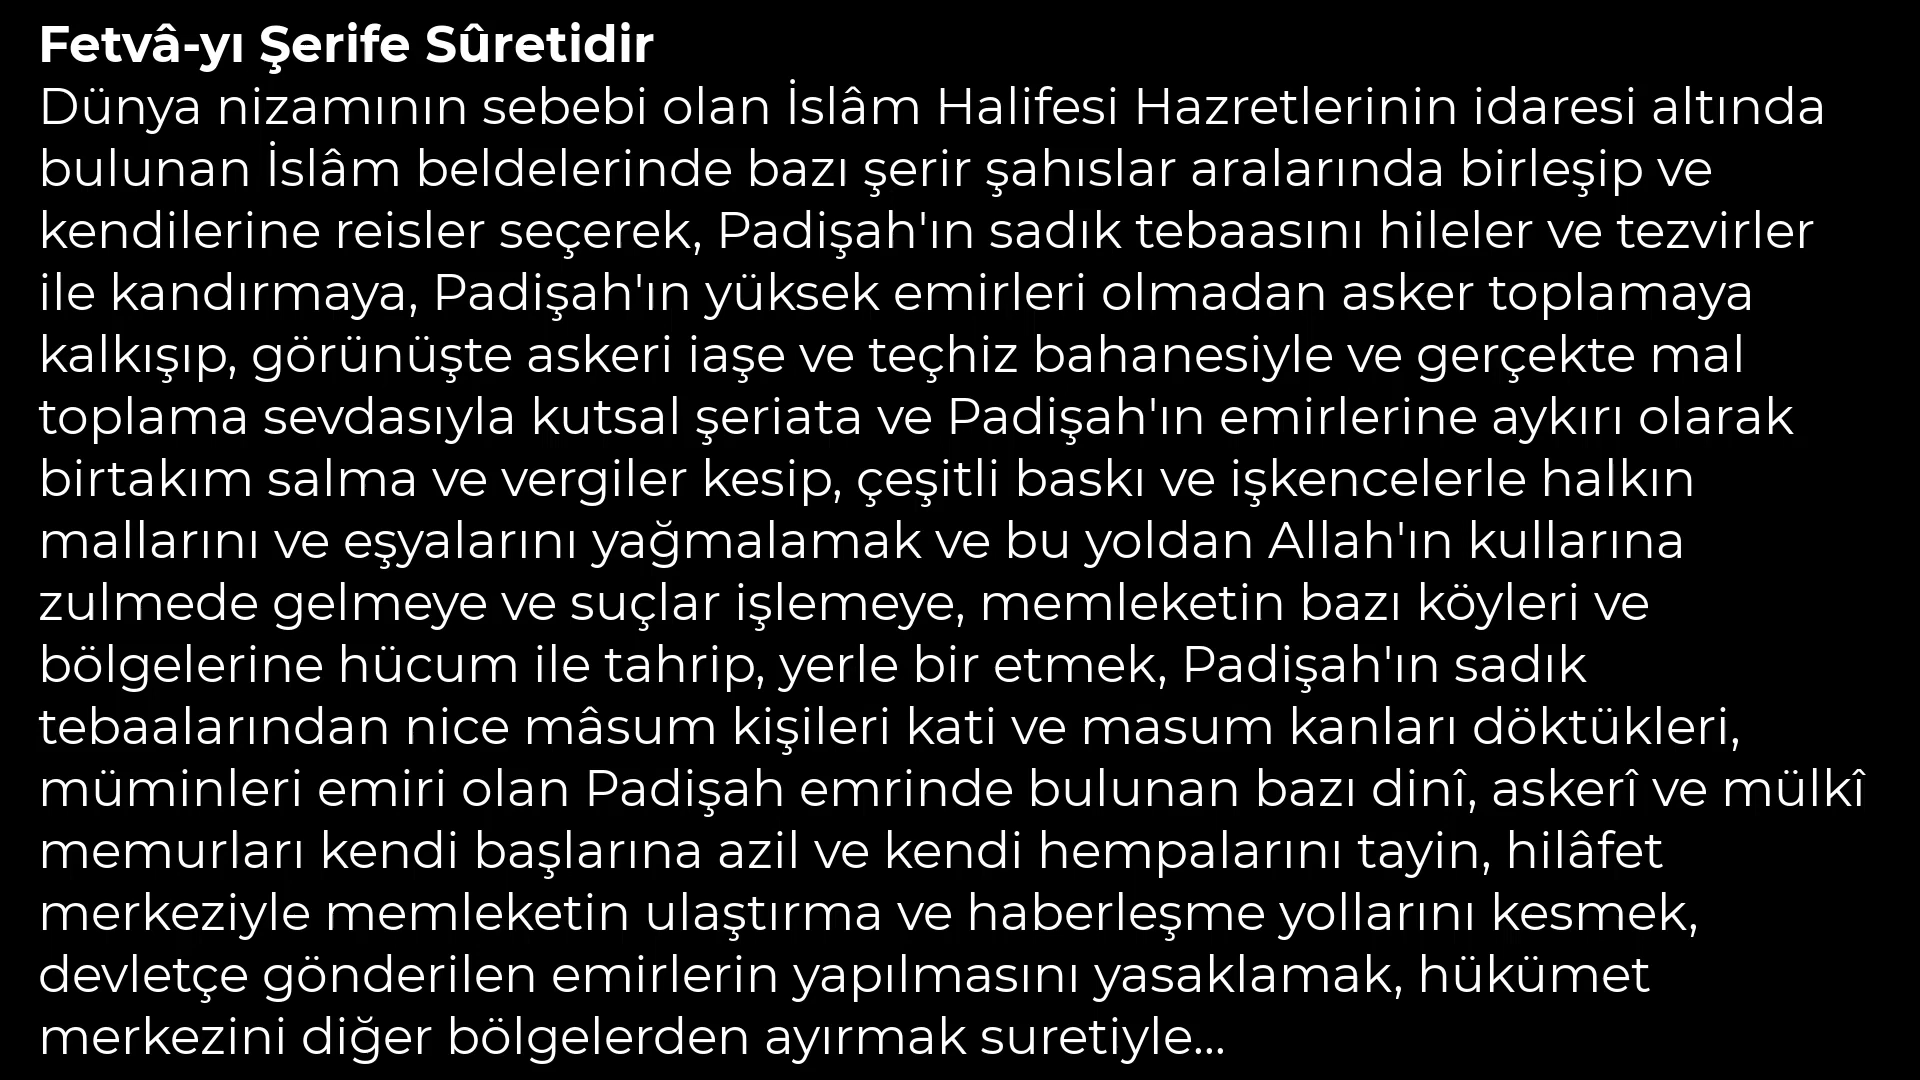 Fetvâ-yı Şerife Sûretidir
Dünya nizamının sebebi olan İslâm Halifesi Hazretlerinin idaresi altında
bulunan İslâm beldelerinde bazı şerir şahıslar aralarında birleşip ve
kendilerine reisler seçerek, Padişah'ın sadık tebaasını hileler ve tezvirler
ile kandırmaya, Padişah'ın yüksek emirleri olmadan asker toplamaya
kalkışıp, görünüşte askeri iaşe ve teçhiz bahanesiyle ve gerçekte mal
toplama sevdasıyla kutsal şeriata ve Padişah'ın emirlerine aykırı olarak
birtakım salma ve vergiler kesip, çeşitli baskı ve işkencelerle halkın
mallarını ve eşyalarını yağmalamak ve bu yoldan Allah'ın kullarına
zulmede gelmeye ve suçlar işlemeye, memleketin bazı köyleri ve
bölgelerine hücum ile tahrip, yerle bir etmek, Padişah'ın sadık
tebaalarından nice mâsum kişileri kati ve masum kanları döktükleri,
müminleri emiri olan Padişah emrinde bulunan bazı dinî, askerî ve mülkî
memurları kendi başlarına azil ve kendi hempalarını tayin, hilâfet
merkeziyle memleketin ulaştırma ve haberleşme yollarını kesmek,
devletçe gönderilen emirlerin yapılmasını yasaklamak, hükümet
merkezini diğer bölgelerden ayırmak suretiyle...